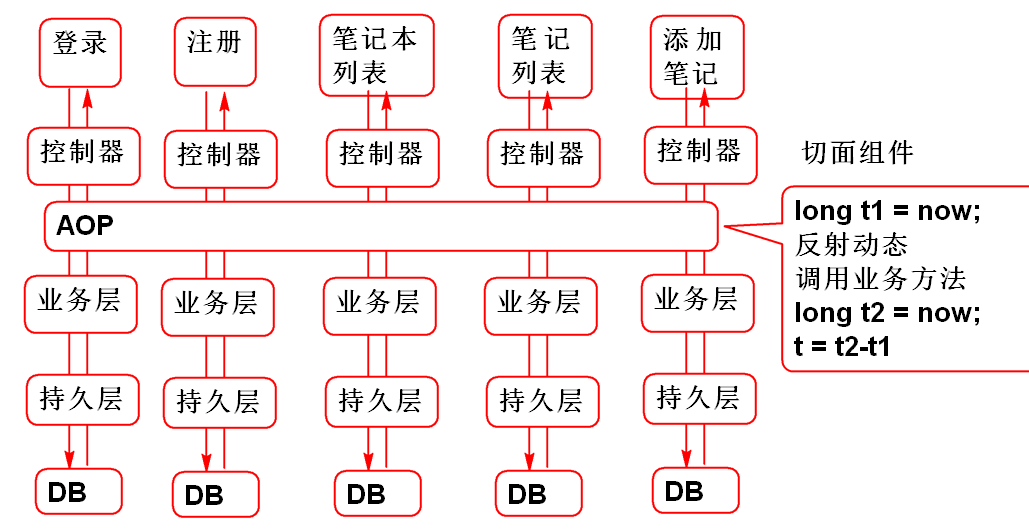 登录
注册
笔记本
列表
笔记
列表
添加
笔记
控制器
控制器
控制器
控制器
控制器
切面组件
AOP
long t1 = now;
反射动态
调用业务方法
long t2 = now;
t = t2-t1
业务层
业务层
业务层
业务层
业务层
持久层
持久层
持久层
持久层
持久层
DB
DB
DB
DB
DB